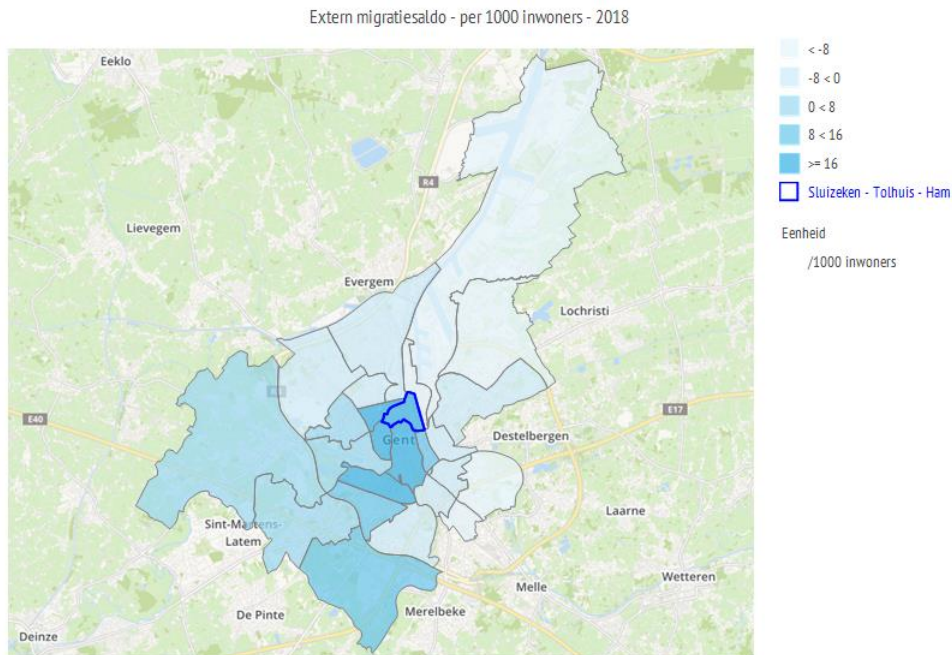 Extern migratiesaldo - per 1000 inwoners - 2018
Eeklo
R4
Lievegem
Evergem
Lochristi
E40
E17
Gent
Destelbergen
Laarne
Sint-Martens-
Latem
Melle
Wetteren
De Pinte
Merelbeke
Deinze
< -8
-8 < 0
0 < 8
8 < 16
>= 16
Sluizeken - Tolhuis - Ham
Eenheid
/1000 inwoners